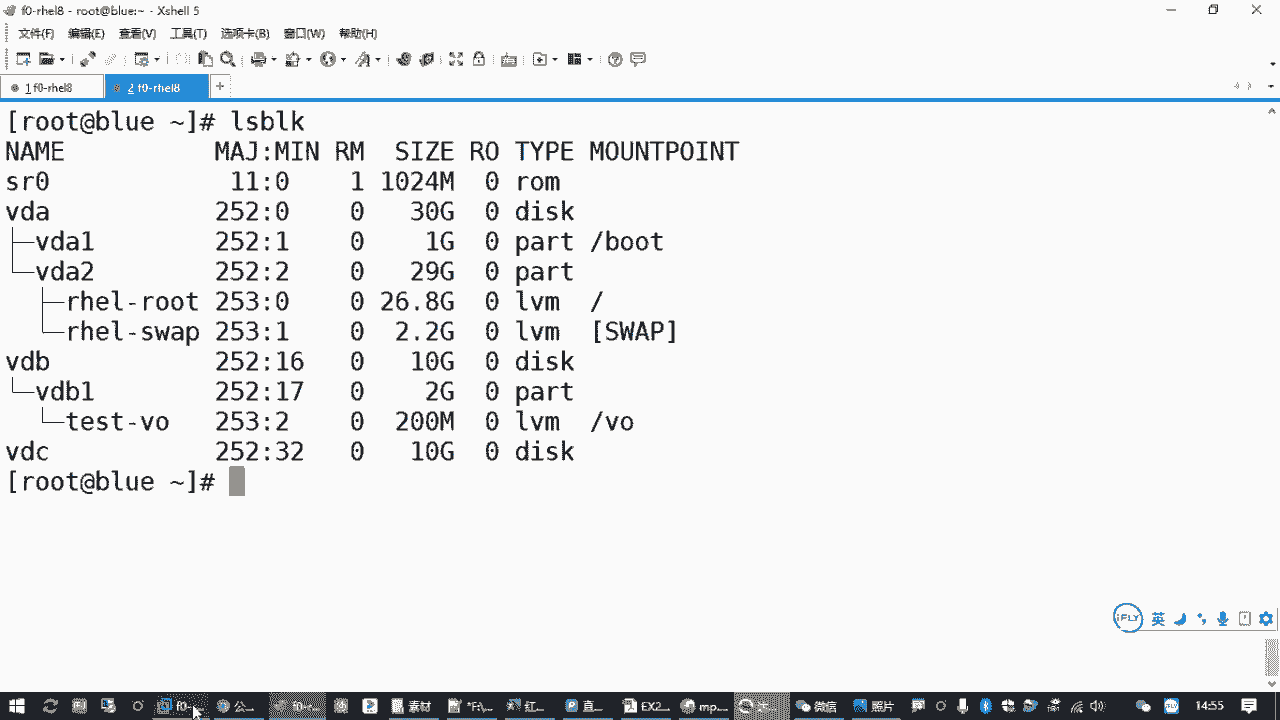 f0-rhel8 - root@blue:~ - Xshell 5
文件(F) 编辑(E) 查看(V) 工具(T) 选项卡(B) 窗口(W) 帮助(H)
1 f0-rhel8 2 f0-rhel8 +
[root@blue ~]# lsblk
NAME MAJ:MIN RM SIZE RO TYPE MOUNTPOINT
sr0 11:0 1 1024M 0 rom
vda 252:0 0 30G 0 disk
├─vda1 252:1 0 1G 0 part /boot
└─vda2 252:2 0 29G 0 part
├─rhel-root 253:0 0 26.8G 0 lvm /
└─rhel-swap 253:1 0 2.2G 0 lvm [SWAP]
vdb 252:16 0 10G 0 disk
└─vdb1 252:17 0 2G 0 part
└─test-vo 253:2 0 200M 0 lvm /vo
vdc 252:32 0 10G 0 disk
[root@blue ~]#
iFLY 英
f0-... 公... 素材 红... 直... EX2... mp... 微信 照片 14:55